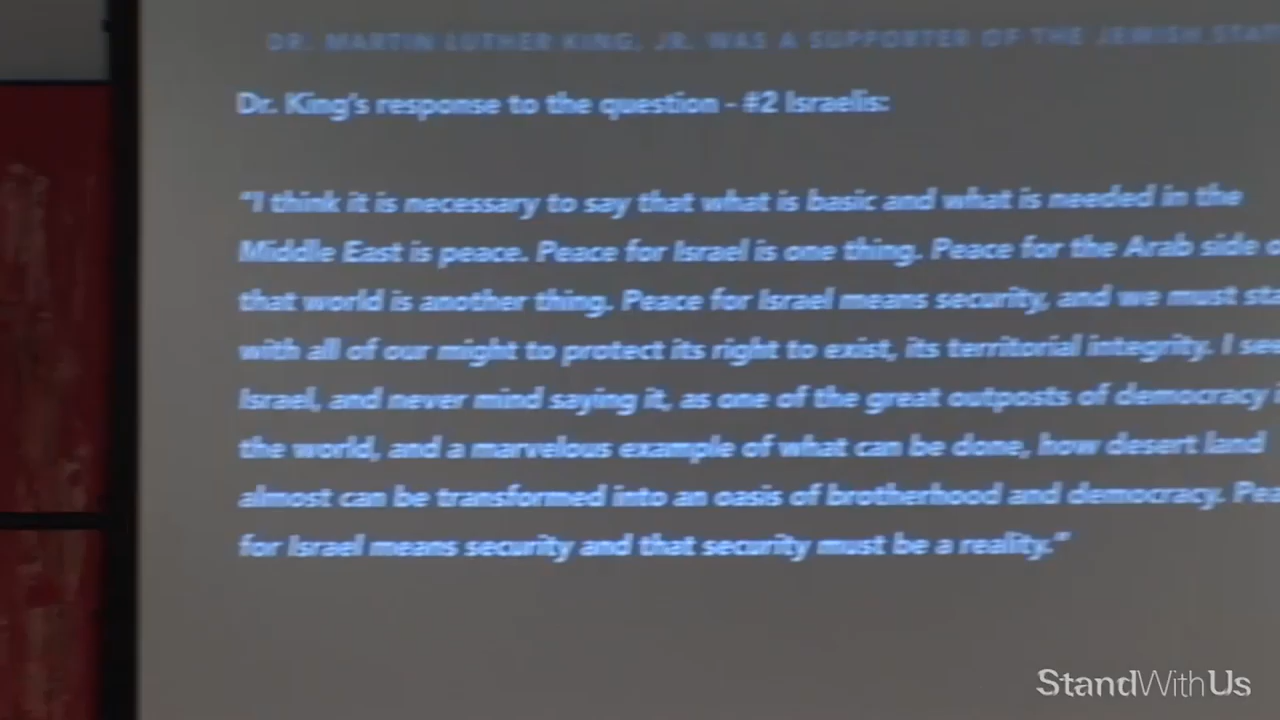 DR. MARTIN LUTHER KING, JR. WAS A SUPPORTER OF THE JEWISH
Dr. King's response to the question - #2 Israelis:
"I think it is necessary to say that what is basic and what is needed in the
Middle East is peace. Peace for Israel is one thing. Peace for the Arab side
that world is another thing. Peace for Israel means security, and we must
with all of our might to protect its right to exist, its territorial integrity. I
Israel, and never mind saying it, as one of the great outposts of democracy
the world, and a marvelous example of what can be done, how desert land
almost can be transformed into an oasis of brotherhood and democracy.
for Israel means security and that security must be a reality."
StandWithUs